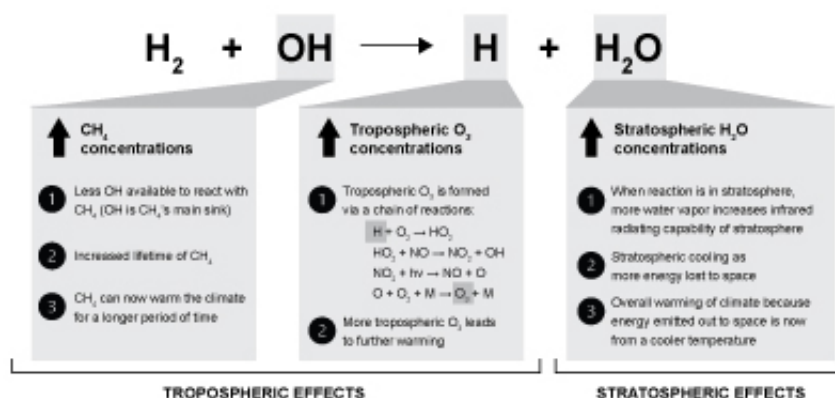 H₂ + OH → H + H₂O
CH₄
concentrations
1 Less OH available to react with
CH₄ (OH is CH₄'s main sink)
2 Increased lifetime of CH₄
3 CH₄ can now warm the climate
for a longer period of time
Tropospheric O₃
concentrations
1 Tropospheric O₃ is formed
via a chain of reactions:
H + O₂ → HO₂
HO₂ + NO → NO₂ + OH
NO₂ + hv → NO + O
O + O₂ + M → O₃ + M
2 More tropospheric O₃ leads
to further warming
Stratospheric H₂O
concentrations
1 When reaction is in stratosphere,
more water vapor increases infrared
radiating capability of stratosphere
2 Stratospheric cooling as
more energy lost to space
3 Overall warming of climate because
energy emitted out to space is now
from a cooler temperature
TROPOSPHERIC EFFECTS
STRATOSPHERIC EFFECTS